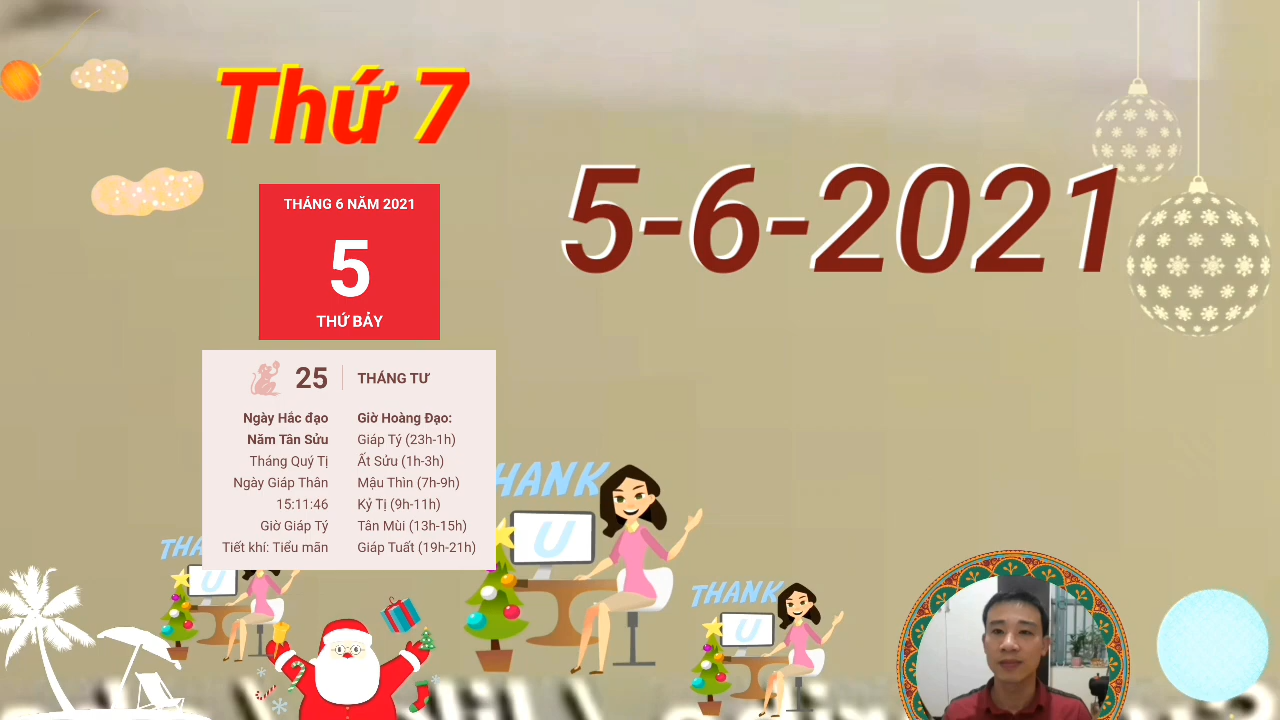 Thứ 7
5-6-2021
THÁNG 6 NĂM 2021
5
THỨ BẢY
25 THÁNG TƯ
Ngày Hắc đạo
Năm Tân Sửu
Tháng Quý Tị
Ngày Giáp Thân
15:11:46
Giờ Giáp Tý
Tiết khí: Tiểu mãn
Giờ Hoàng Đạo:
Giáp Tý (23h-1h)
Ất Sửu (1h-3h)
Mậu Thìn (7h-9h)
Kỷ Tị (9h-11h)
Tân Mùi (13h-15h)
Giáp Tuất (19h-21h)
HANK
U
THA
U
THANK
U